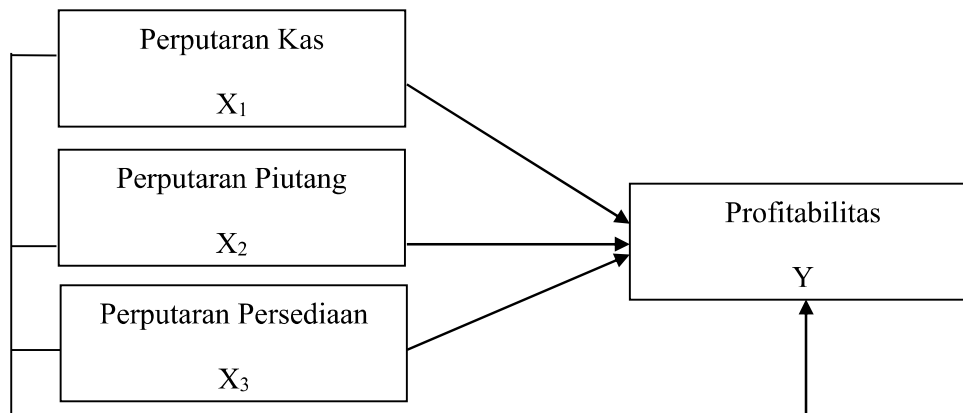 Perputaran Kas
X₁
Perputaran Piutang
X₂
Perputaran Persediaan
X₃
Profitabilitas
Y